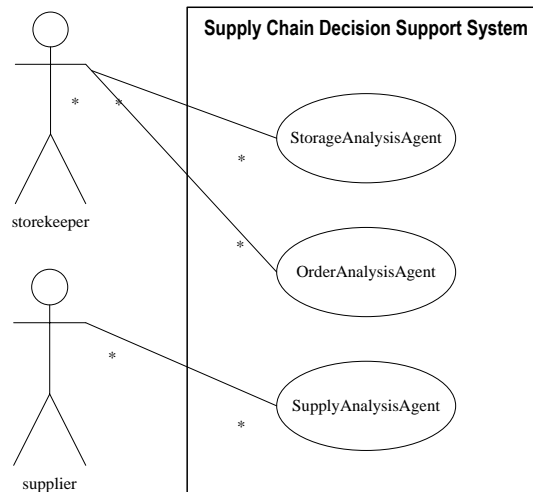 Supply Chain Decision Support System
* *
StorageAnalysisAgent
*
storekeeper
*
OrderAnalysisAgent
*
SupplyAnalysisAgent
*
supplier